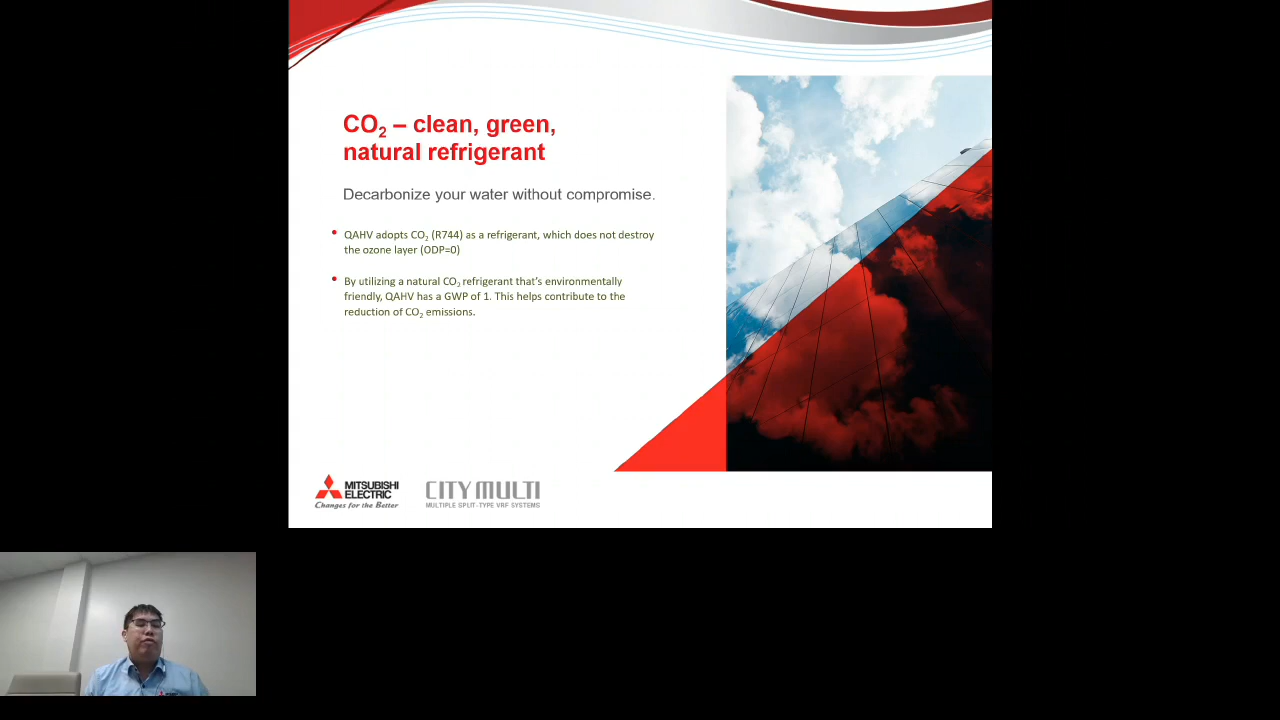 CO₂ – clean, green,
natural refrigerant
Decarbonize your water without compromise.
• QAHV adopts CO₂ (R744) as a refrigerant, which does not destroy
the ozone layer (ODP=0)
• By utilizing a natural CO₂ refrigerant that's environmentally
friendly, QAHV has a GWP of 1. This helps contribute to the
reduction of CO₂ emissions.
MITSUBISHI
ELECTRIC
Changes for the Better
CITY MULTI
MULTIPLE SPLIT-TYPE VRF SYSTEMS